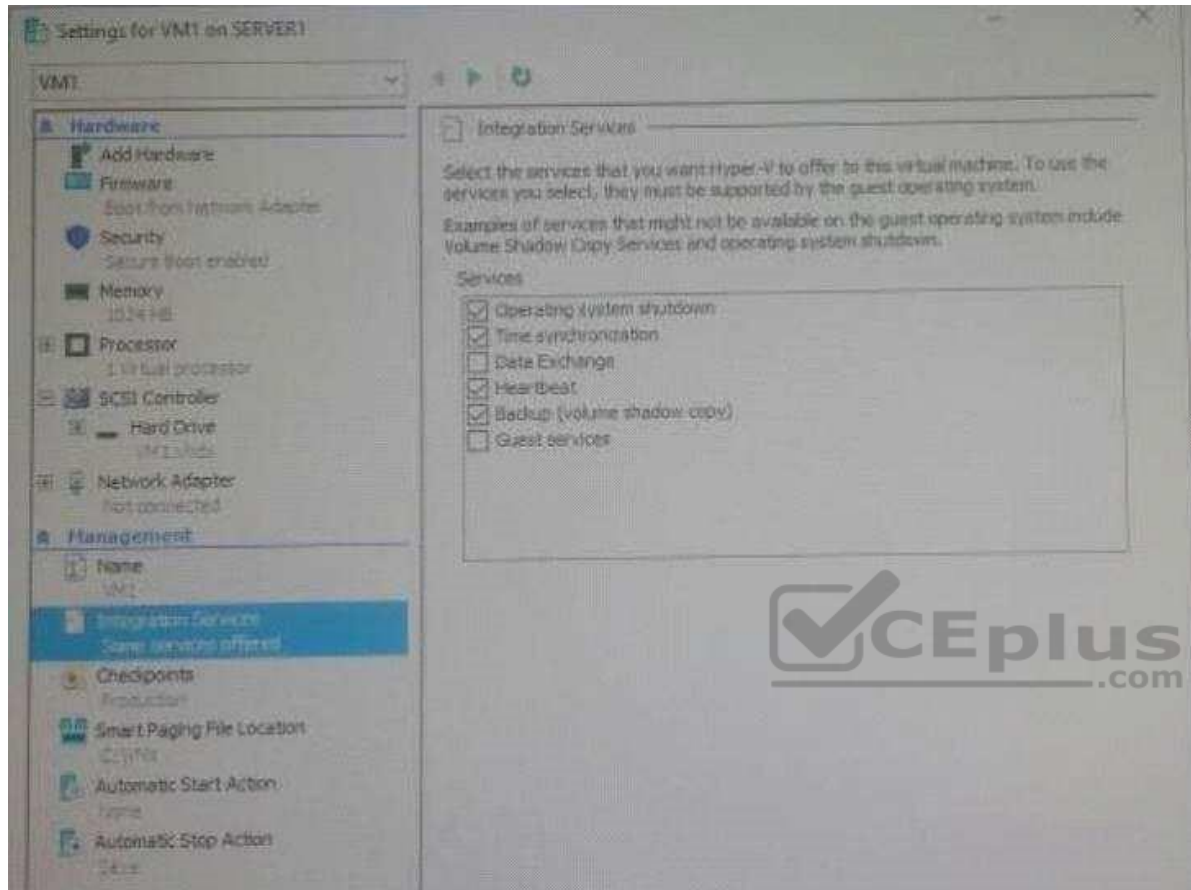 Settings for VM1 on SERVER1
VM1
Hardware
Add Hardware
Firmware
Boot from Network Adapter
Security
Secure Boot enabled
Memory
1024 MB
Processor
1 Virtual processor
SCSI Controller
Hard Drive
Network Adapter
Not connected
Management
Name
VM1
Integration Services
Some services offered
Checkpoints
Production
Smart Paging File Location
Automatic Start Action
None
Automatic Stop Action
Save
Integration Services
Select the services that you want Hyper-V to offer to this virtual machine. To use the
services you select, they must be supported by the guest operating system.
Examples of services that might not be available on the guest operating system include
Volume Shadow Copy Services and operating system shutdown.
Services
Operating system shutdown
Time synchronization
Data Exchange
Heartbeat
Backup (volume shadow copy)
Guest services
CEplus
.com